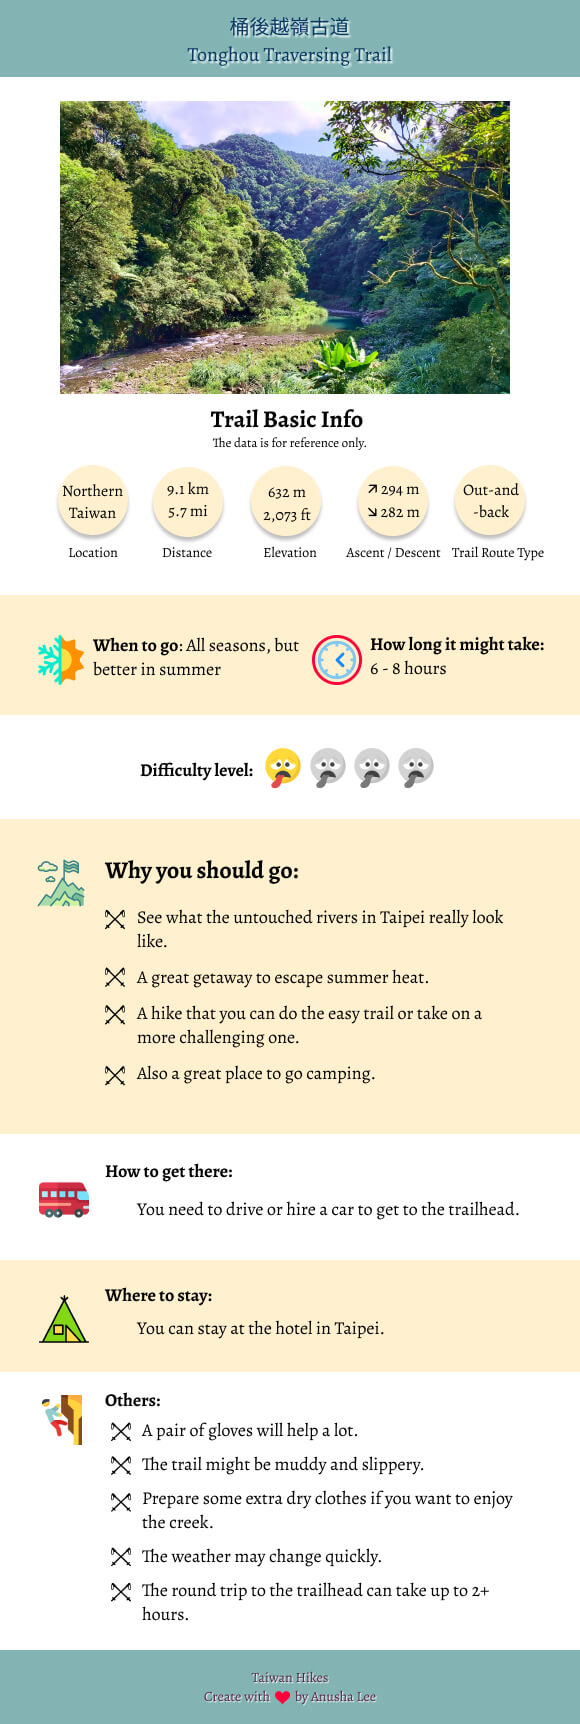 桶後越嶺古道
Tonghou Traversing Trail
Trail Basic Info
The data is for reference only.
Northern
Taiwan
Location
9.1 km
5.7 mi
Distance
632 m
2,073 ft
Elevation
↗ 294 m
↘ 282 m
Ascent / Descent
Out-and
-back
Trail Route Type
When to go: All seasons, but
better in summer
How long it might take:
6 - 8 hours
Difficulty level:
Why you should go:
See what the untouched rivers in Taipei really look
like.
A great getaway to escape summer heat.
A hike that you can do the easy trail or take on a
more challenging one.
Also a great place to go camping.
How to get there:
You need to drive or hire a car to get to the trailhead.
Where to stay:
You can stay at the hotel in Taipei.
Others:
A pair of gloves will help a lot.
The trail might be muddy and slippery.
Prepare some extra dry clothes if you want to enjoy
the creek.
The weather may change quickly.
The round trip to the trailhead can take up to 2+
hours.
Taiwan Hikes
Create with ❤ by Anusha Lee